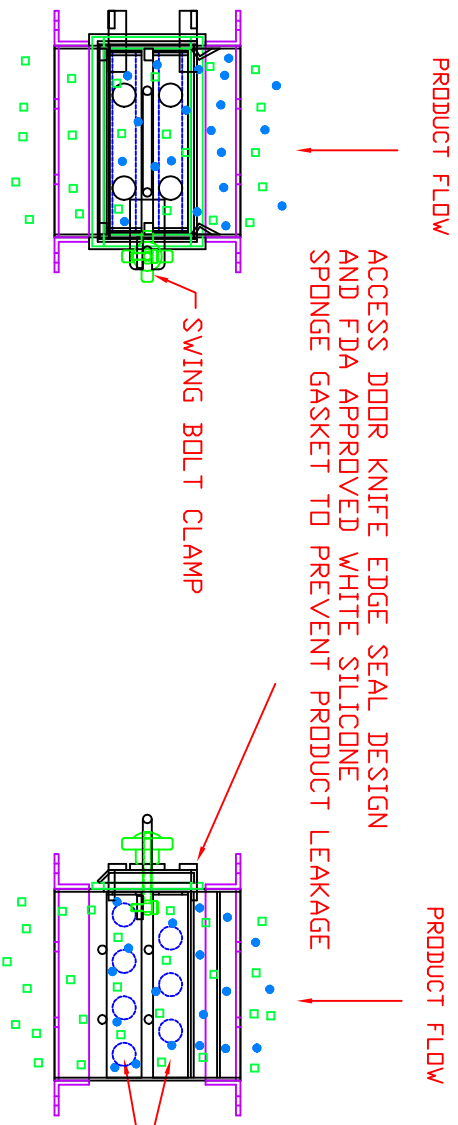 PRODUCT FLOW
ACCESS DOOR KNIFE EDGE SEAL DESIGN
AND FDA APPROVED WHITE SILICONE
SPONGE GASKET TO PREVENT PRODUCT LEAKAGE
SWING BOLT CLAMP
PRODUCT FLOW